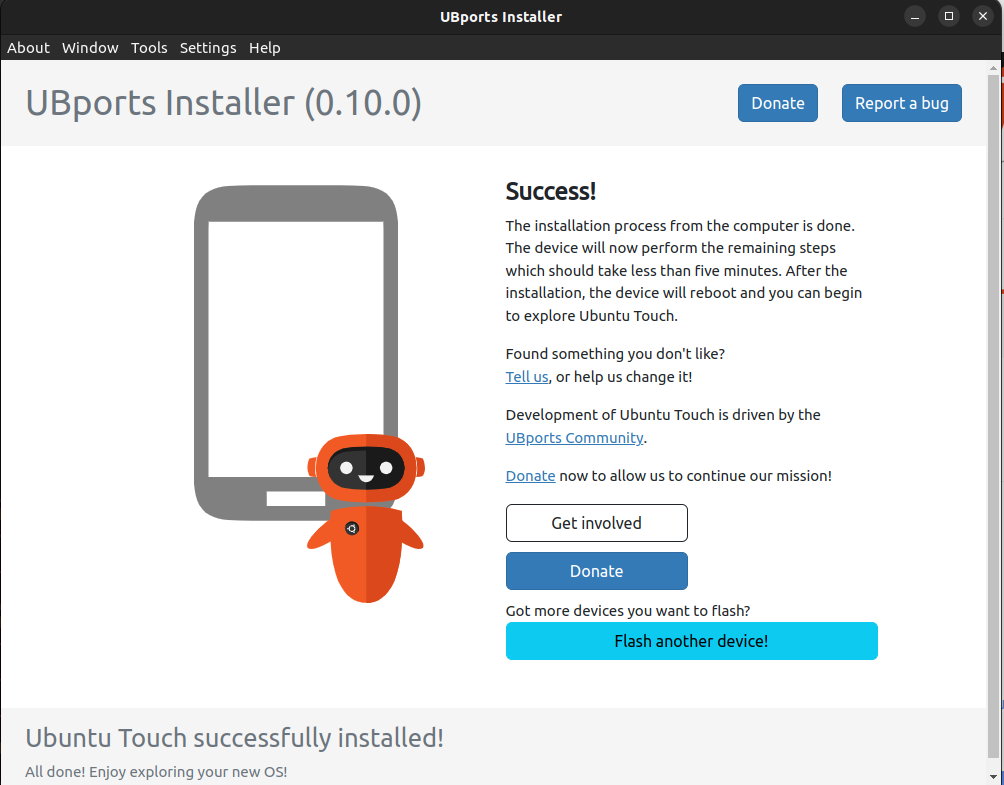 UBports Installer
About Window Tools Settings Help
UBports Installer (0.10.0)
Donate
Report a bug
Success!
The installation process from the computer is done.
The device will now perform the remaining steps
which should take less than five minutes. After the
installation, the device will reboot and you can begin
to explore Ubuntu Touch.
Found something you don't like?
Tell us, or help us change it!
Development of Ubuntu Touch is driven by the
UBports Community.
Donate now to allow us to continue our mission!
Get involved
Donate
Got more devices you want to flash?
Flash another device!
Ubuntu Touch successfully installed!
All done! Enjoy exploring your new OS!